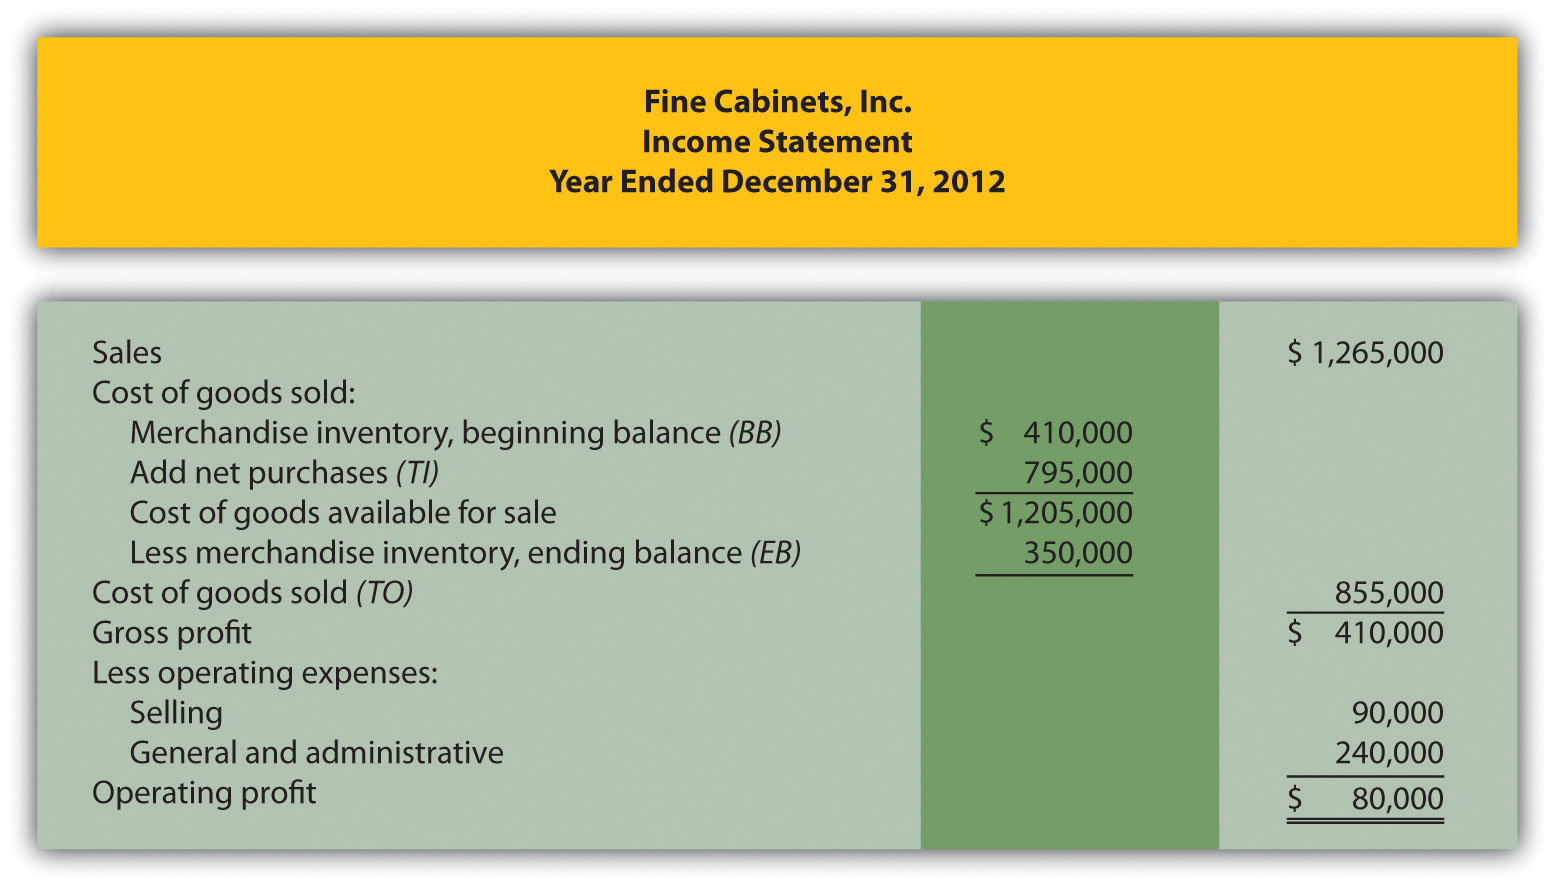 Fine Cabinets, Inc.
Income Statement
Year Ended December 31, 2012
Sales $ 1,265,000
Cost of goods sold:
Merchandise inventory, beginning balance (BB) $ 410,000
Add net purchases (TI) 795,000
Cost of goods available for sale $ 1,205,000
Less merchandise inventory, ending balance (EB) 350,000
Cost of goods sold (TO) 855,000
Gross profit $ 410,000
Less operating expenses:
Selling 90,000
General and administrative 240,000
Operating profit $ 80,000